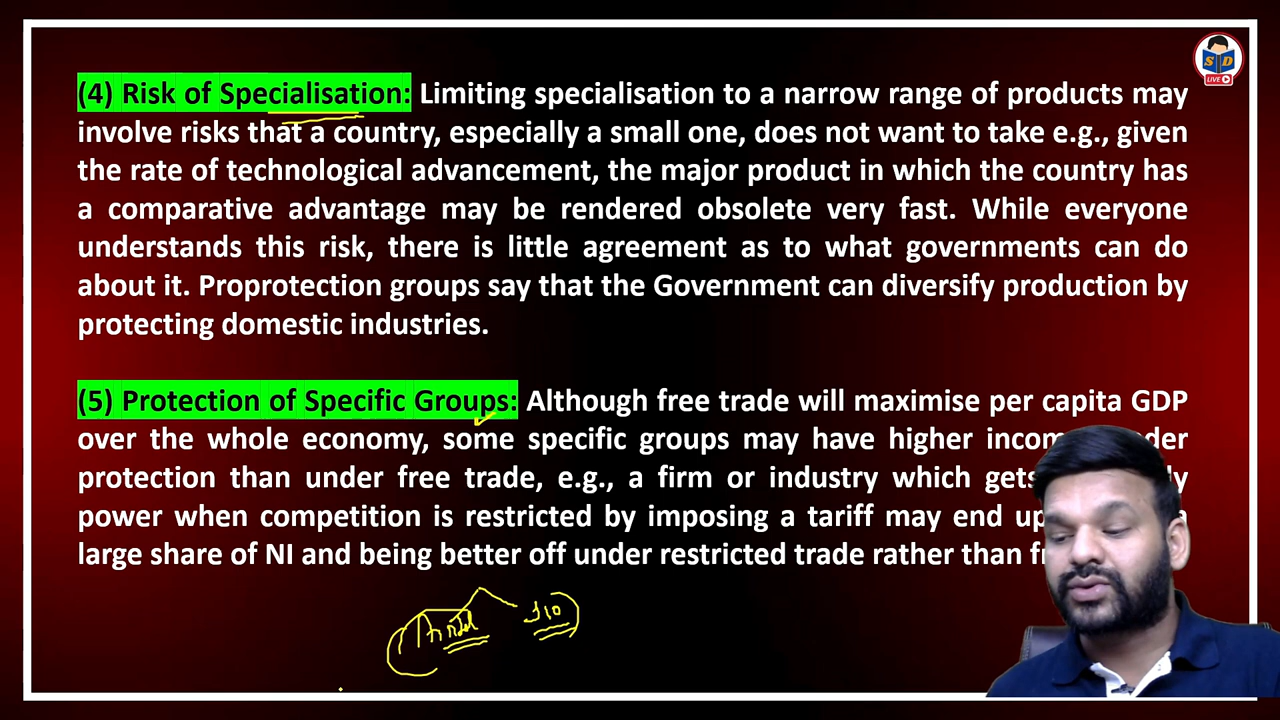 S D
LIVE
(4) Risk of Specialisation: Limiting specialisation to a narrow range of products may
involve risks that a country, especially a small one, does not want to take e.g., given
the rate of technological advancement, the major product in which the country has
a comparative advantage may be rendered obsolete very fast. While everyone
understands this risk, there is little agreement as to what governments can do
about it. Proprotection groups say that the Government can diversify production by
protecting domestic industries.
(5) Protection of Specific Groups: Although free trade will maximise per capita GDP
over the whole economy, some specific groups may have higher
protection than under free trade, e.g., a firm or industry which gets
power when competition is restricted by imposing a tariff may end up
large share of NI and being better off under restricted trade rather than
JIO